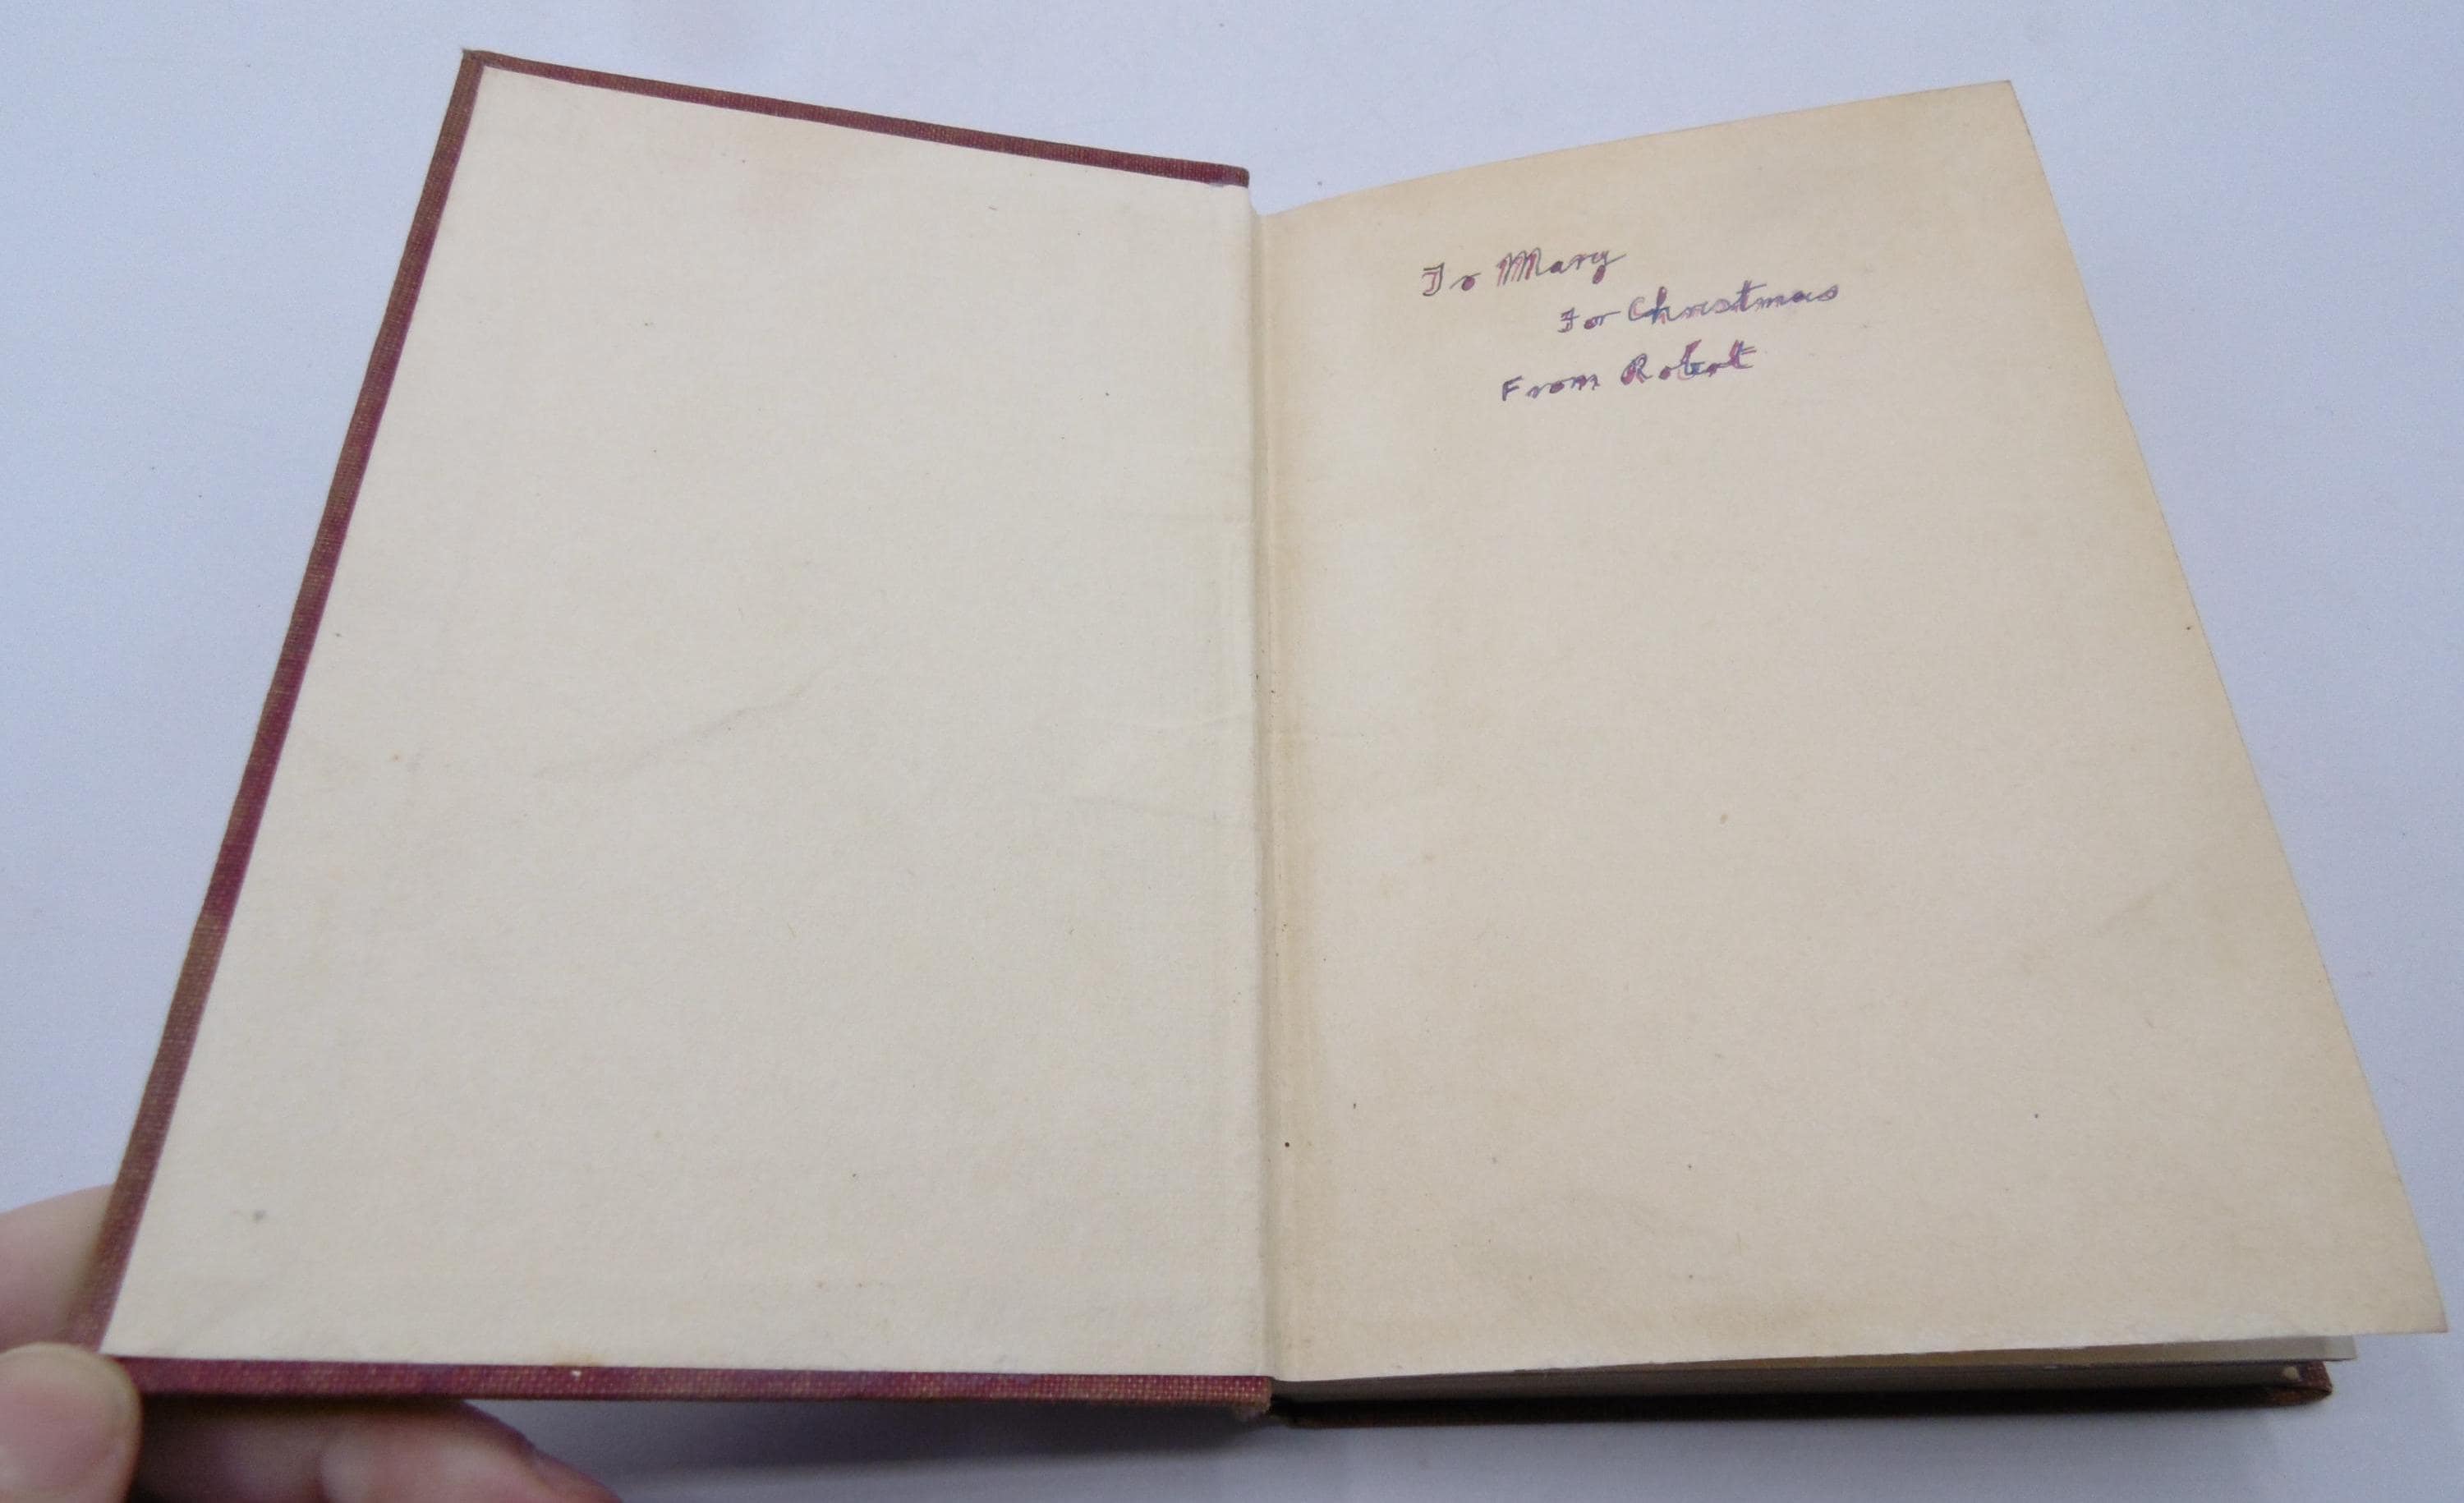 To Mary
For Christmas
From Robert